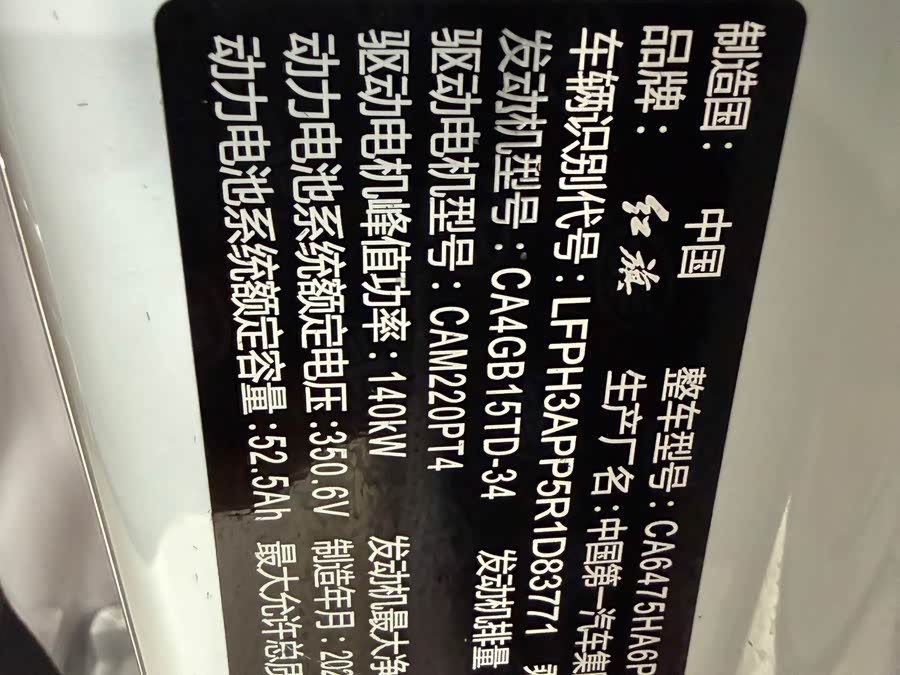 制造国： 中国 整车型号：CA6475HA6P
品牌： 红旗 生产厂名：中国第一汽车集团
车辆识别代号：LFPH3APP5R1D83771
发动机型号：CA4GB15TD-34 发动机排量
驱动电机型号：CAM220PT4
驱动电机峰值功率：140kW 发动机最大净
动力电池系统额定电压:350.6V 制造年月：202
动力电池系统额定容量:52.5Ah 最大允许总质